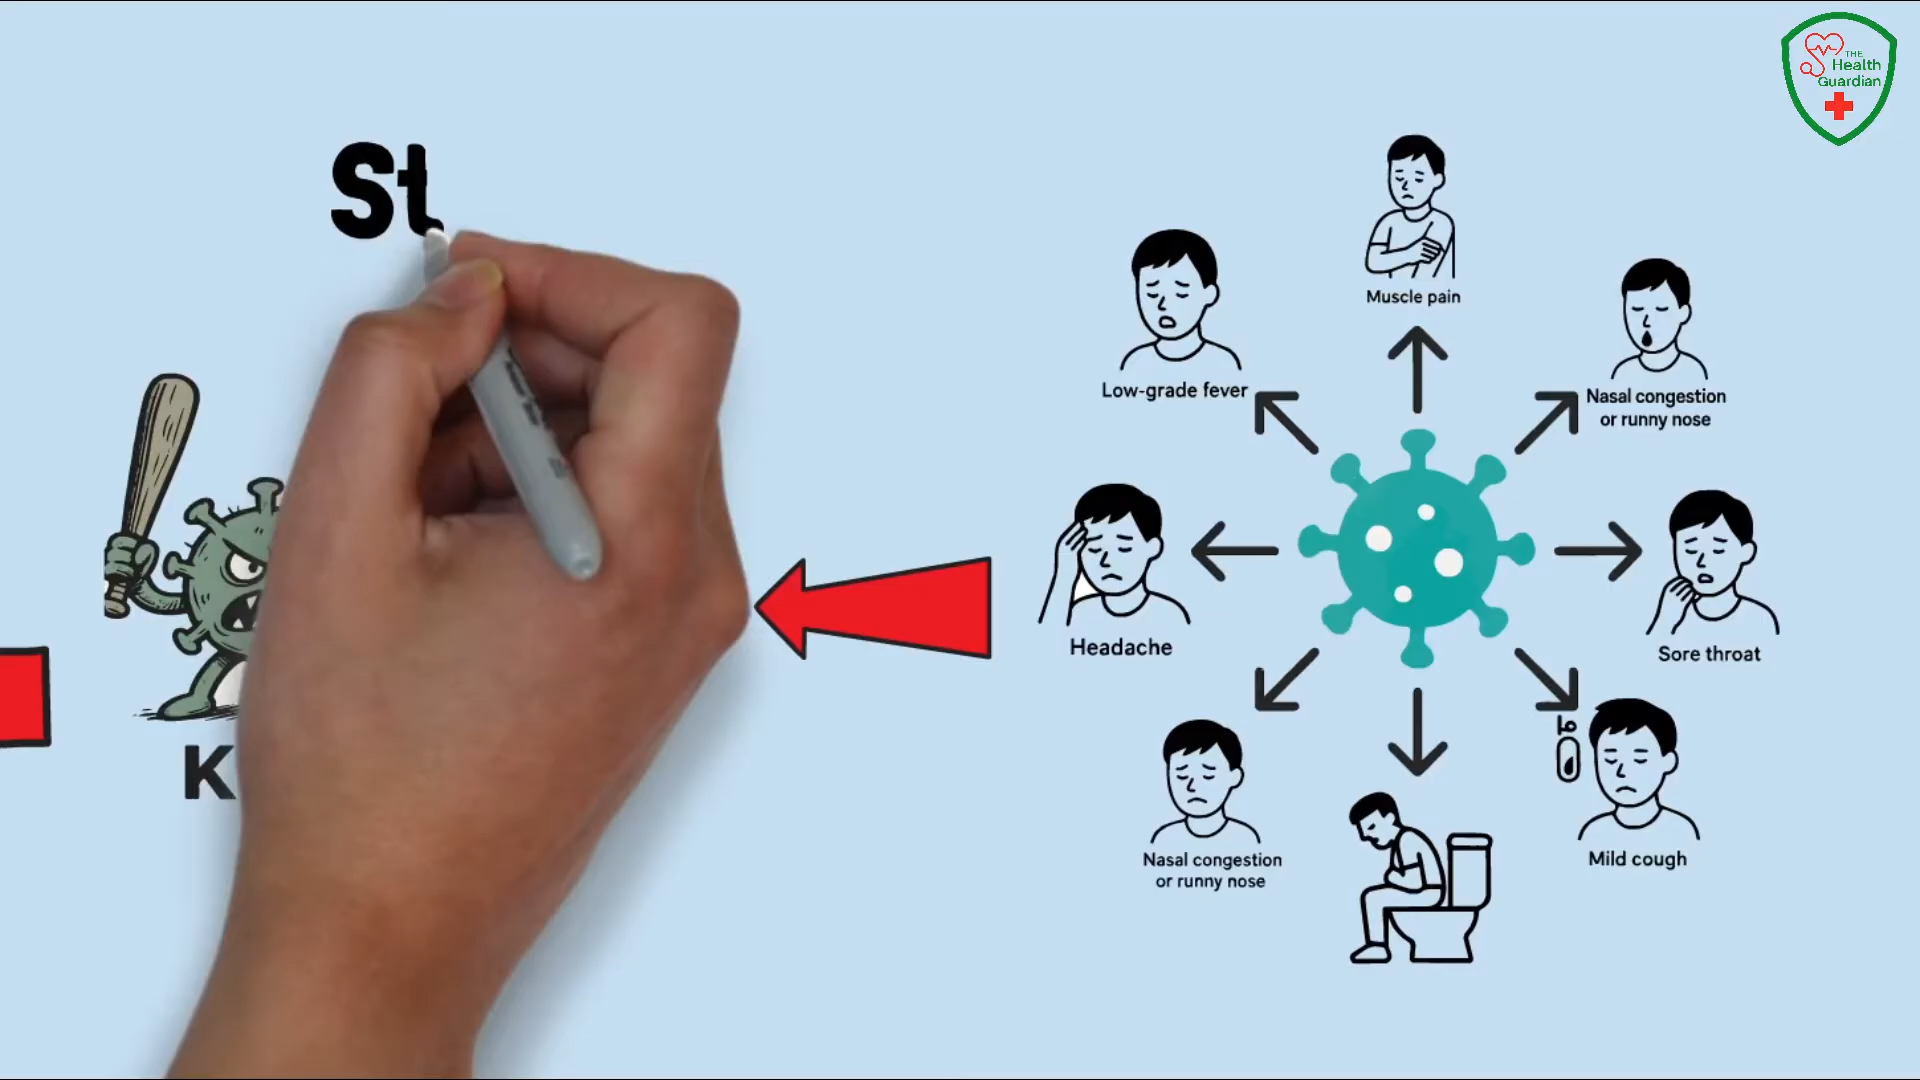 THE
Health
Guardian
St
Muscle pain
Low-grade fever
Nasal congestion
or runny nose
Headache
Sore throat
K
Nasal congestion
or runny nose
Mild cough